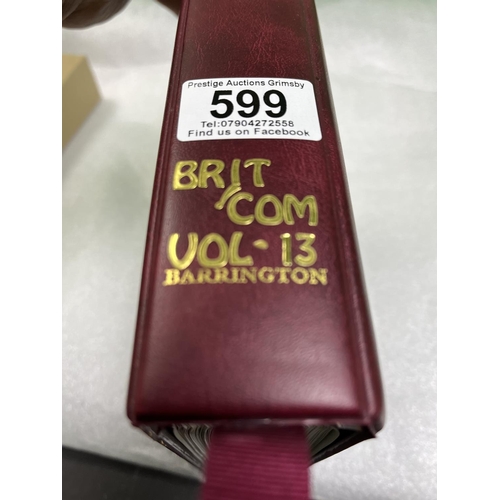 Prestige Auctions Grimsby
599
Tel:07904272558
Find us on Facebook
BRIT
COM
VOL-13
BARRINGTON